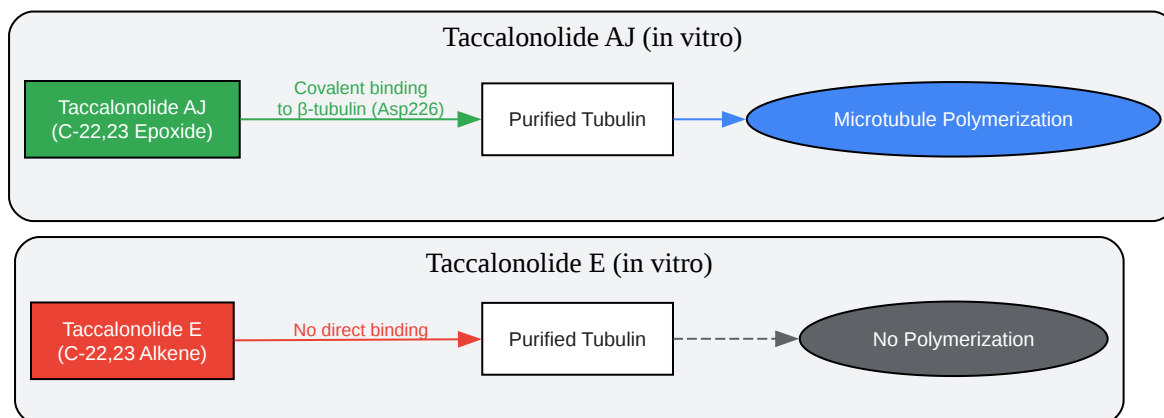 Taccalonolide AJ (in vitro)
Taccalonolide AJ
(C-22,23 Epoxide)
Covalent binding
to β-tubulin (Asp226)
Purified Tubulin
Microtubule Polymerization
Taccalonolide E (in vitro)
Taccalonolide E
(C-22,23 Alkene)
No direct binding
Purified Tubulin
No Polymerization